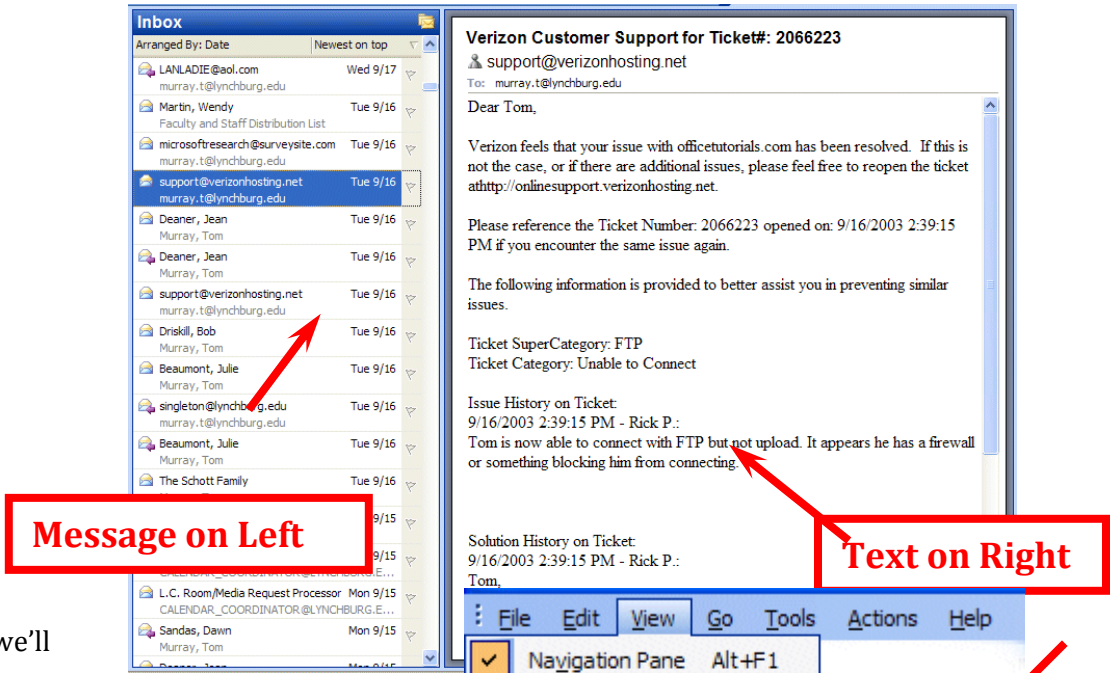 Inbox
Arranged By: Date Newest on top
LANLADIE@aol.com Wed 9/17
murray.t@lynchburg.edu
Martin, Wendy Tue 9/16
Faculty and Staff Distribution List
microsoftresearch@surveysite.com Tue 9/16
murray.t@lynchburg.edu
support@verizonhosting.net Tue 9/16
murray.t@lynchburg.edu
Deaner, Jean Tue 9/16
Murray, Tom
Deaner, Jean Tue 9/16
Murray, Tom
support@verizonhosting.net Tue 9/16
murray.t@lynchburg.edu
Driskill, Bob Tue 9/16
Murray, Tom
Beaumont, Julie Tue 9/16
Murray, Tom
singleton@lynchburg.edu Tue 9/16
murray.t@lynchburg.edu
Beaumont, Julie Tue 9/16
Murray, Tom
The Schott Family Tue 9/16
9/15
Message on Left
9/15
L.C. Room/Media Request Processor Mon 9/15
CALENDAR_COORDINATOR@LYNCHBURG.E...
Sandas, Dawn Mon 9/15
Murray, Tom
we'll
Verizon Customer Support for Ticket#: 2066223
support@verizonhosting.net
To: murray.t@lynchburg.edu
Dear Tom,
Verizon feels that your issue with officetutorials.com has been resolved. If this is
not the case, or if there are additional issues, please feel free to reopen the ticket
athttp://onlinesupport.verizonhosting.net.
Please reference the Ticket Number: 2066223 opened on: 9/16/2003 2:39:15
PM if you encounter the same issue again.
The following information is provided to better assist you in preventing similar
issues.
Ticket SuperCategory: FTP
Ticket Category: Unable to Connect
Issue History on Ticket:
9/16/2003 2:39:15 PM - Rick P.:
Tom is now able to connect with FTP but not upload. It appears he has a firewall
or something blocking him from connecting.
Solution History on Ticket:
9/16/2003 2:39:15 PM - Rick P.:
Tom,
Text on Right
File Edit View Go Tools Actions Help
Navigation Pane Alt+F1